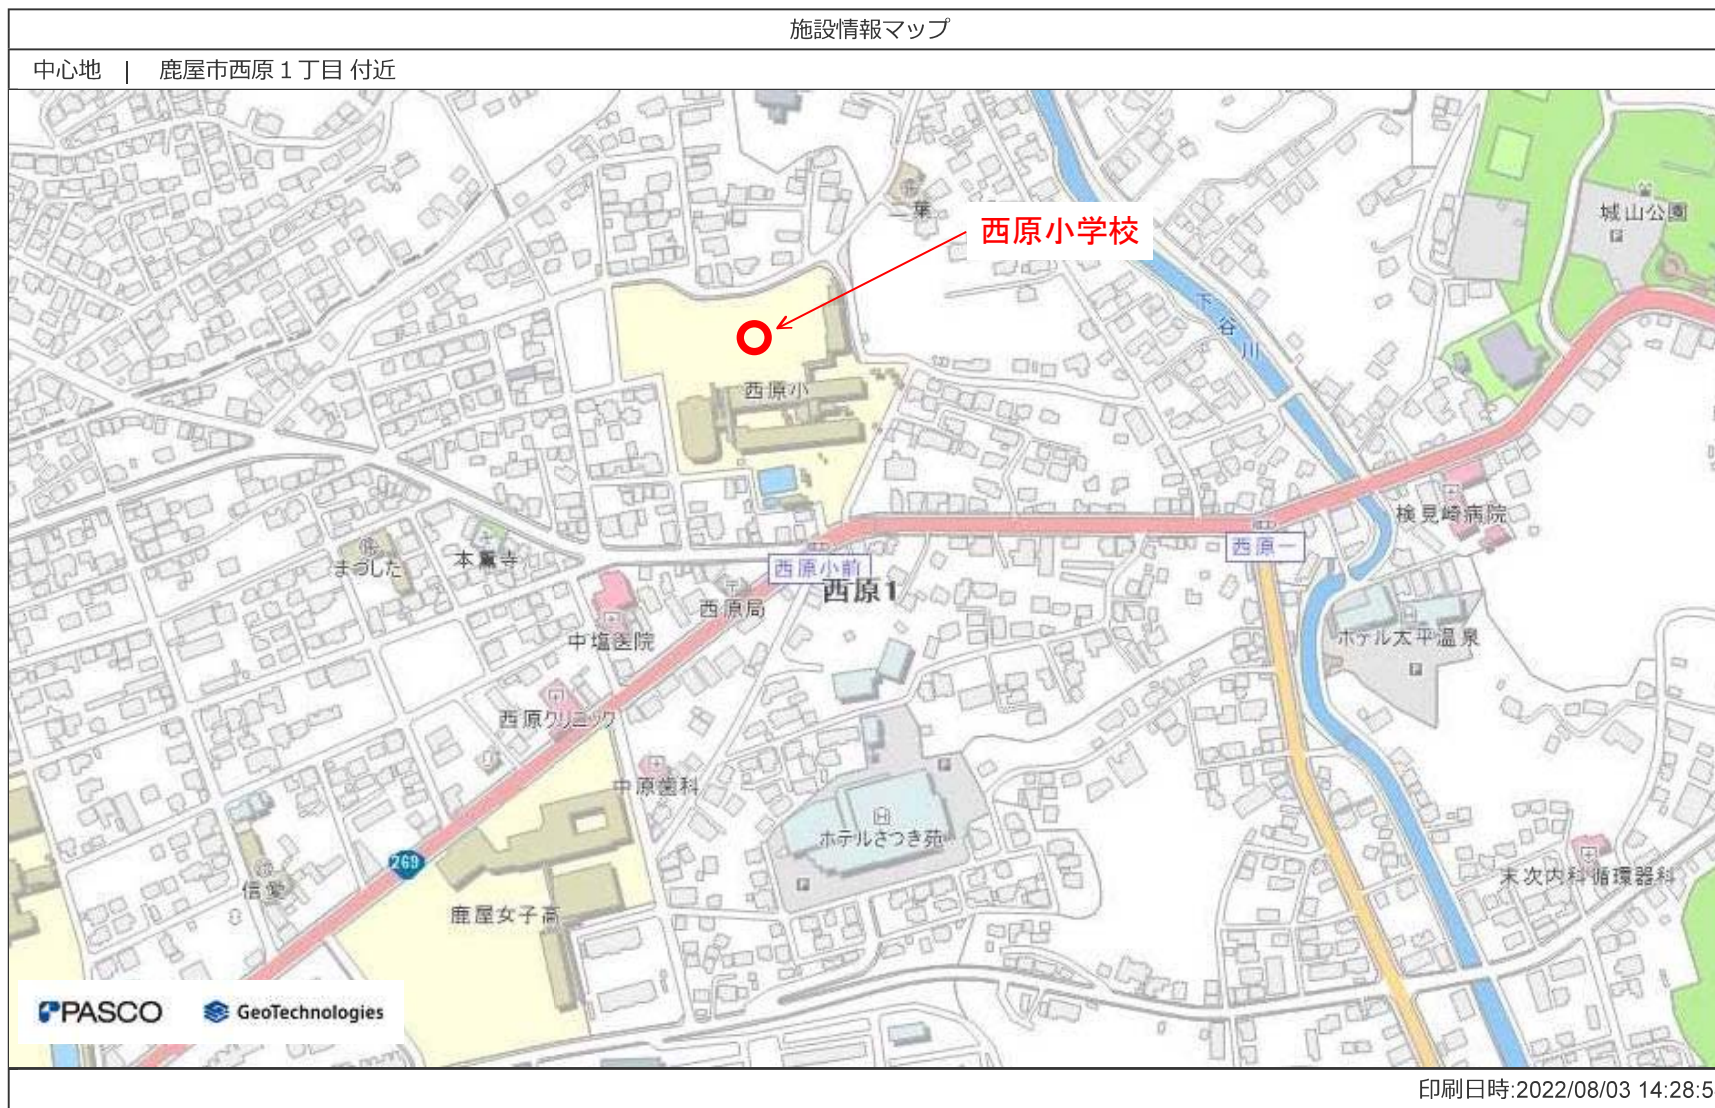 施設情報マップ
中心地 | 鹿屋市西原１丁目 付近
二葉
西原小学校
城山公園
P
下谷川
西原小
検見崎病院
西原一
まつした
本薫寺
西原小前
西原局
西原1
中塩医院
ホテル太平温泉
P
西原クリニック
中原歯科
P
H
ホテルさつき苑
269
信愛
P
末次内科循環器科
鹿屋女子高
PASCO GeoTechnologies
印刷日時:2022/08/03 14:28:5